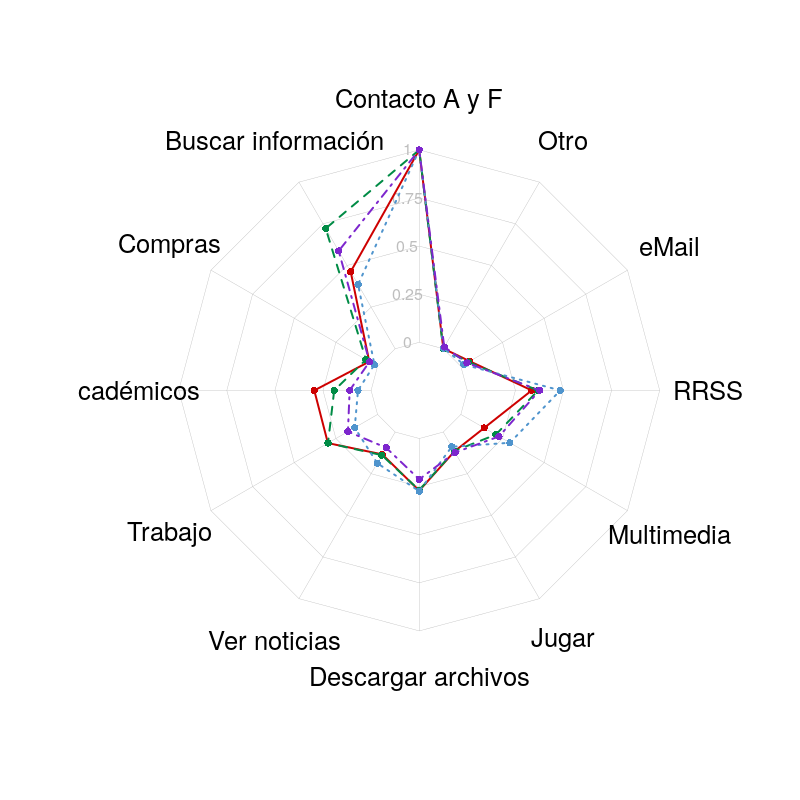 Contacto A y F
Buscar información
Otro
1
0.75
Compras
eMail
0.5
0.25
0
cadémicos
RRSS
Trabajo
Multimedia
Ver noticias
Jugar
Descargar archivos